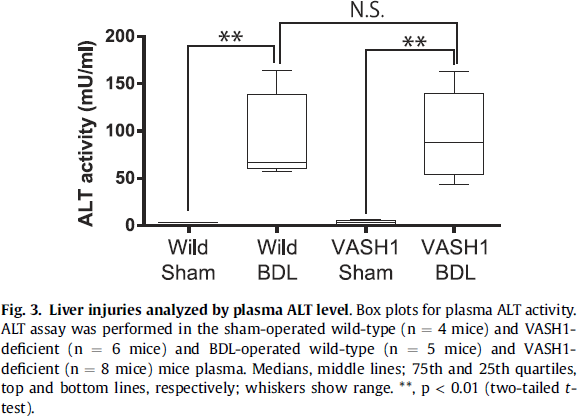 N.S.
**
**
200
150
100
50
0
ALT activity (mU/ml)
Wild Sham
Wild BDL
VASH1 Sham
VASH1 BDL
Fig. 3. Liver injuries analyzed by plasma ALT level. Box plots for plasma ALT activity.
ALT assay was performed in the sham-operated wild-type (n = 4 mice) and VASH1-
deficient (n = 6 mice) and BDL-operated wild-type (n = 5 mice) and VASH1-
deficient (n = 8 mice) mice plasma. Medians, middle lines; 75th and 25th quartiles,
top and bottom lines, respectively; whiskers show range. **, p < 0.01 (two-tailed t-
test).